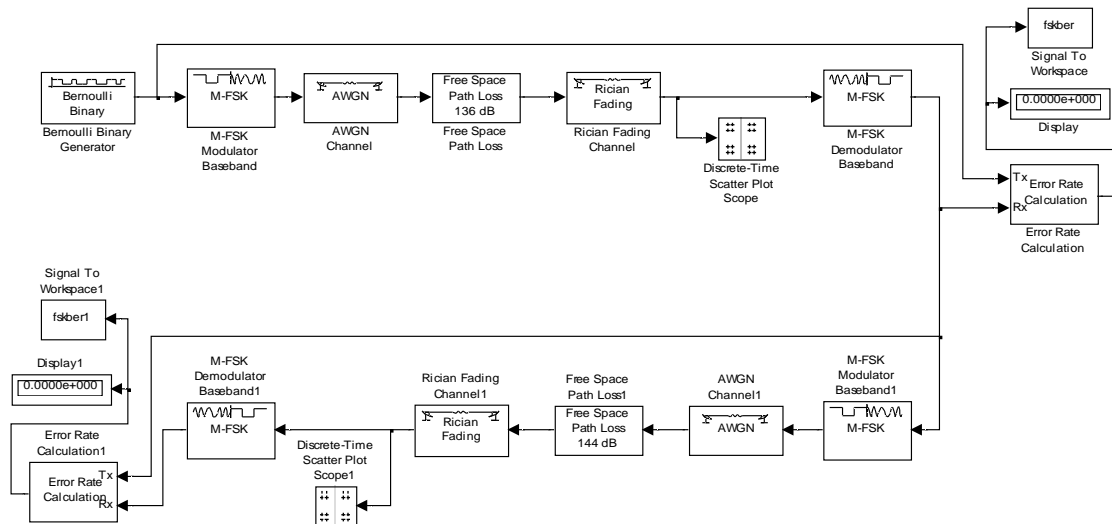 Bernoulli
Binary
Bernoulli Binary
Generator
M-FSK
M-FSK
Modulator
Baseband
AWGN
AWGN
Channel
Free Space
Path Loss
136 dB
Free Space
Path Loss
Rician
Fading
Rician Fading
Channel
Discrete-Time
Scatter Plot
Scope
M-FSK
M-FSK
Demodulator
Baseband
fskber
Signal To
Workspace
0.0000e+000
Display
Tx
Rx
Error Rate
Calculation
Error Rate
Calculation
Signal To
Workspace1
fskber1
Display1
0.0000e+000
Error Rate
Calculation1
Error Rate
Calculation
Tx
Rx
M-FSK
Demodulator
Baseband1
M-FSK
Discrete-Time
Scatter Plot
Scope1
Rician Fading
Channel1
Rician
Fading
Free Space
Path Loss1
Free Space
Path Loss
144 dB
AWGN
Channel1
AWGN
M-FSK
Modulator
Baseband1
M-FSK